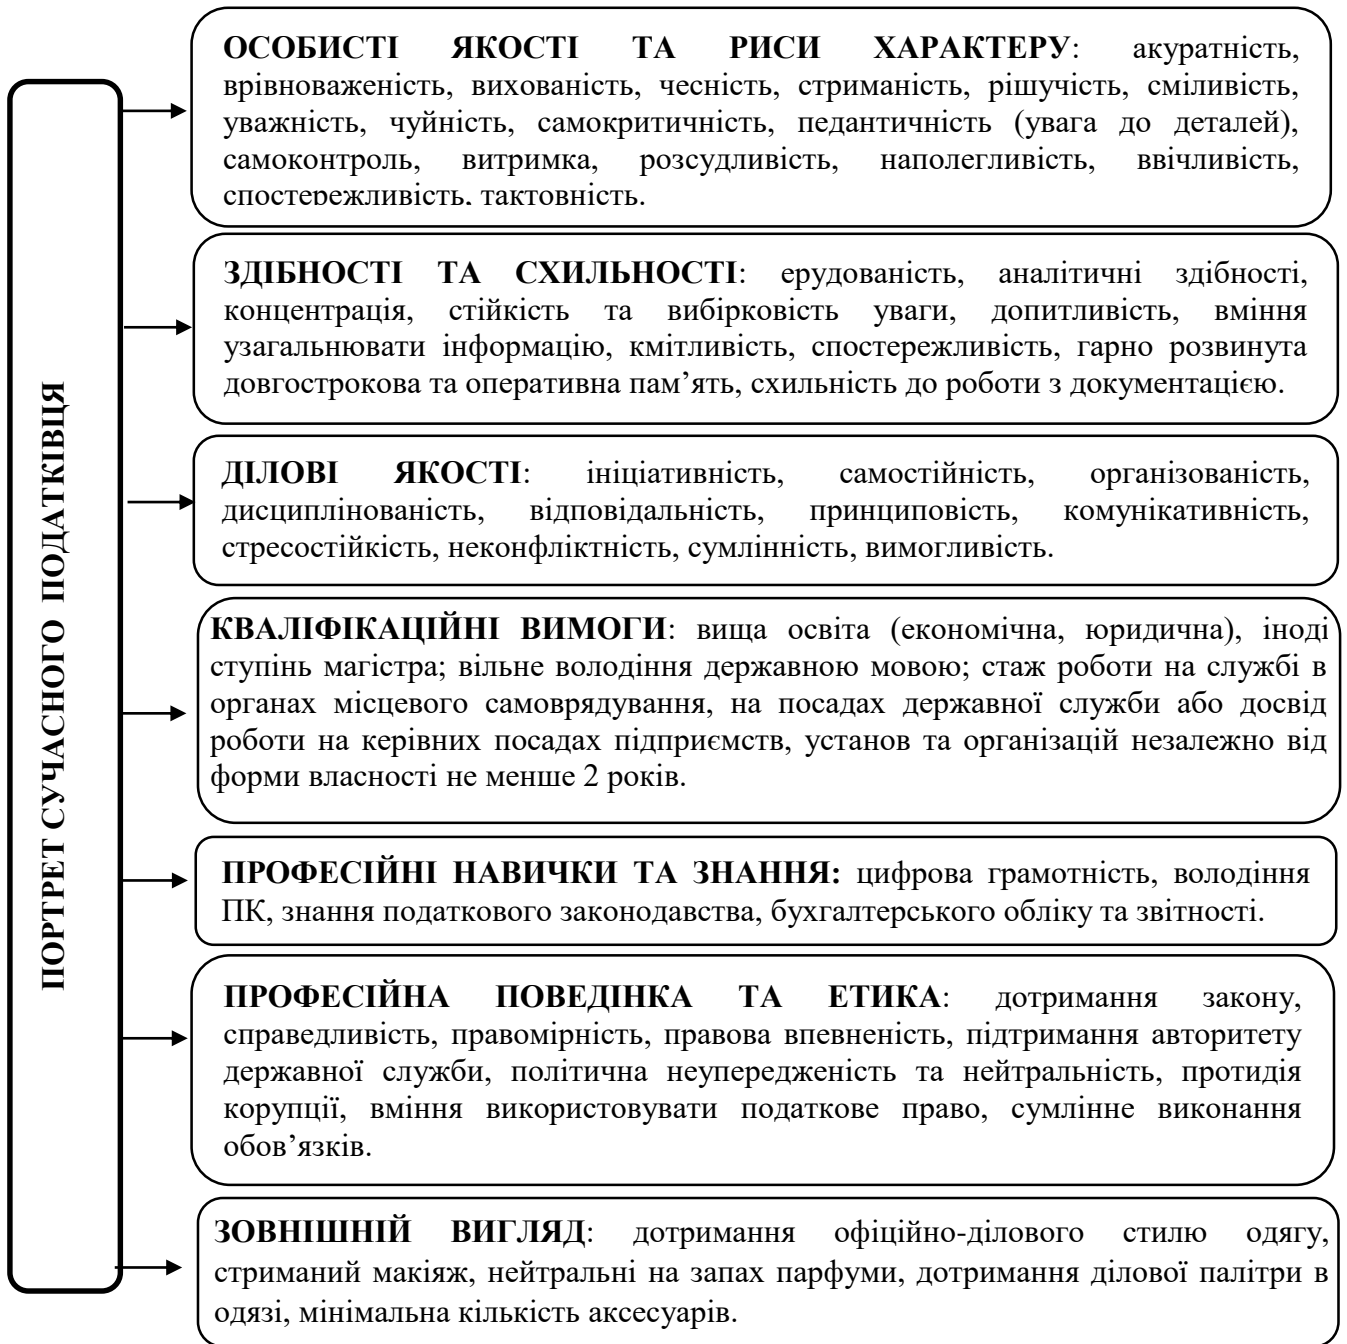 ПОРТРЕТ СУЧАСНОГО ПОДАТКІВЦЯ
ОСОБИСТІ ЯКОСТІ ТА РИСИ ХАРАКТЕРУ: акуратність,
врівноваженість, вихованість, чесність, стриманість, рішучість, сміливість,
уважність, чуйність, самокритичність, педантичність (увага до деталей),
самоконтроль, витримка, розсудливість, наполегливість, ввічливість,
спостережливість, тактовність.
ЗДІБНОСТІ ТА СХИЛЬНОСТІ: ерудованість, аналітичні здібності,
концентрація, стійкість та вибірковість уваги, допитливість, вміння
узагальнювати інформацію, кмітливість, спостережливість, гарно розвинута
довгострокова та оперативна пам’ять, схильність до роботи з документацією.
ДІЛОВІ ЯКОСТІ: ініціативність, самостійність, організованість,
дисциплінованість, відповідальність, принциповість, комунікативність,
стресостійкість, неконфліктність, сумлінність, вимогливість.
КВАЛІФІКАЦІЙНІ ВИМОГИ: вища освіта (економічна, юридична), іноді
ступінь магістра; вільне володіння державною мовою; стаж роботи на службі в
органах місцевого самоврядування, на посадах державної служби або досвід
роботи на керівних посадах підприємств, установ та організацій незалежно від
форми власності не менше 2 років.
ПРОФЕСІЙНІ НАВИЧКИ ТА ЗНАННЯ: цифрова грамотність, володіння
ПК, знання податкового законодавства, бухгалтерського обліку та звітності.
ПРОФЕСІЙНА ПОВЕДІНКА ТА ЕТИКА: дотримання закону,
справедливість, правомірність, правова впевненість, підтримання авторитету
державної служби, політична неупередженість та нейтральність, протидія
корупції, вміння використовувати податкове право, сумлінне виконання
обов’язків.
ЗОВНІШНІЙ ВИГЛЯД: дотримання офіційно-ділового стилю одягу,
стриманий макіяж, нейтральні на запах парфуми, дотримання ділової палітри в
одязі, мінімальна кількість аксесуарів.